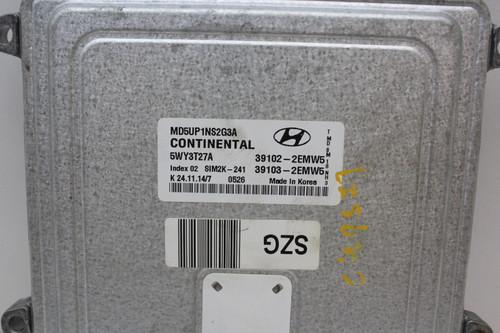 MD5UP1NS2G3A
CONTINENTAL
5WY3T27A 39102-2EMW5
Index 02 SIM2K-241 39103-2EMW5
K 24.11.14/7 0526 Made in Korea
SZG